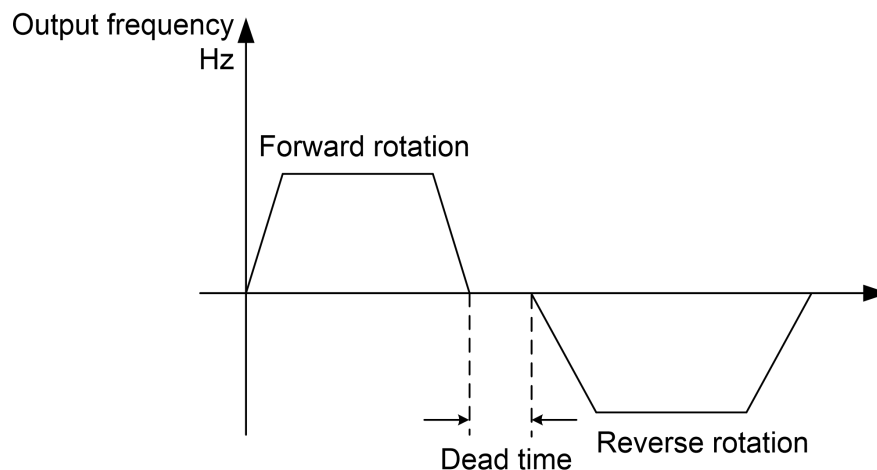 Output frequency
Hz
Forward rotation
Dead time
Reverse rotation